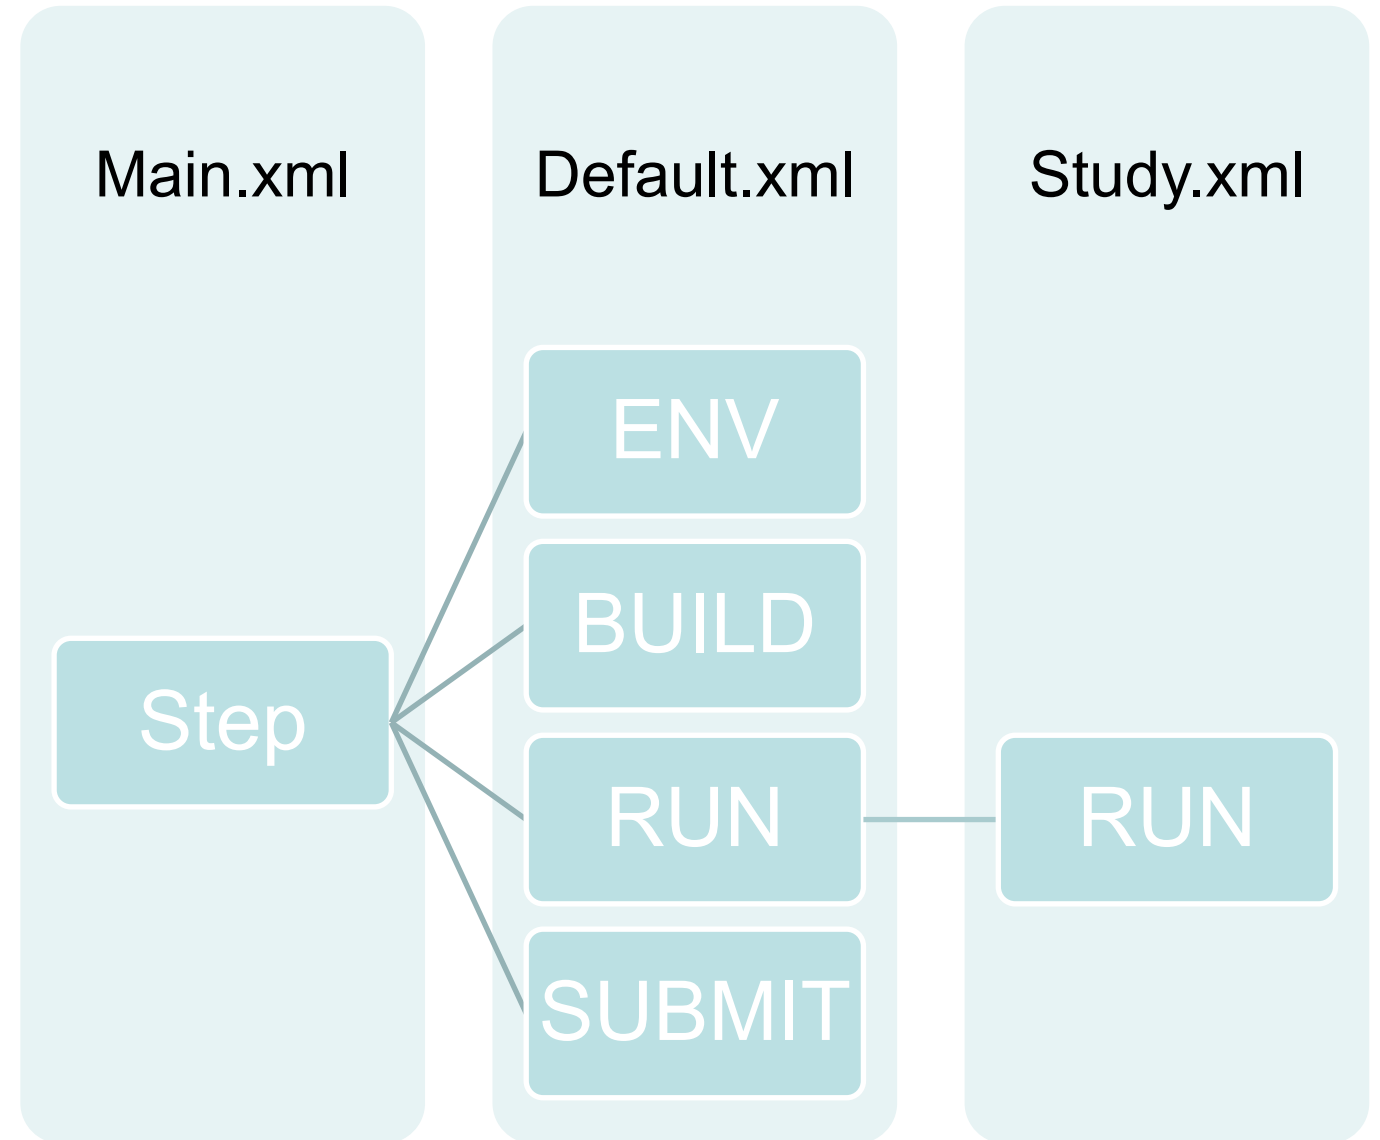 Main.xml
Default.xml
Study.xml
ENV
BUILD
Step
RUN
RUN
SUBMIT